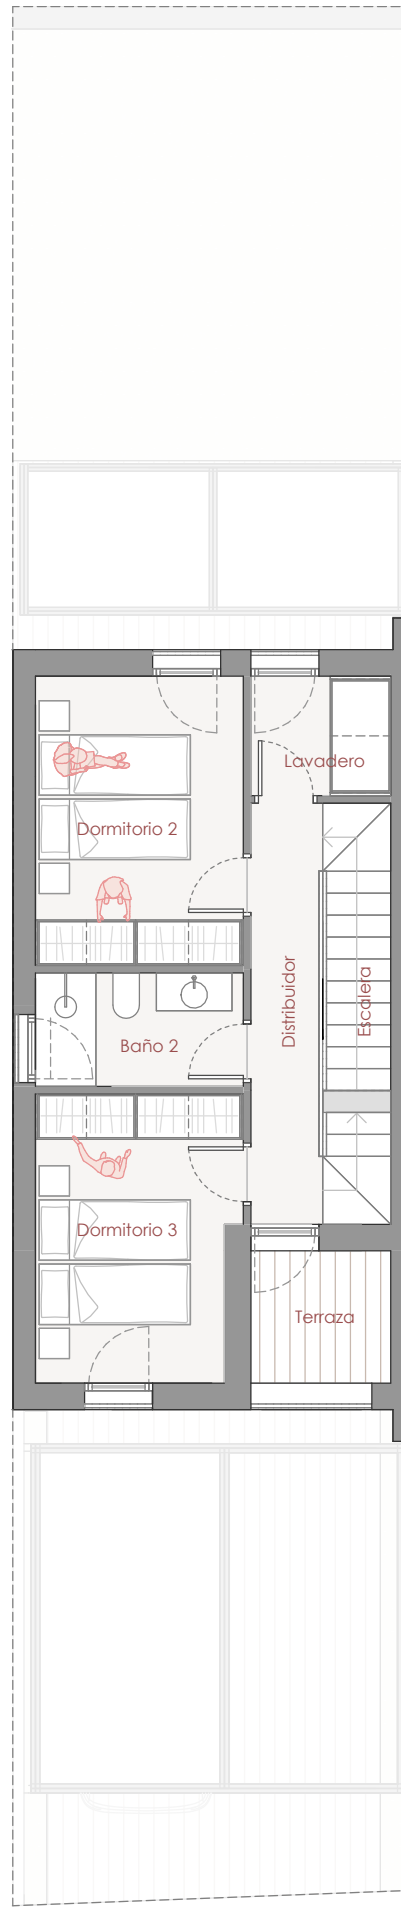 Lavadero
Dormitorio 2
Distribuidor
Escalera
Baño 2
Dormitorio 3
Terraza